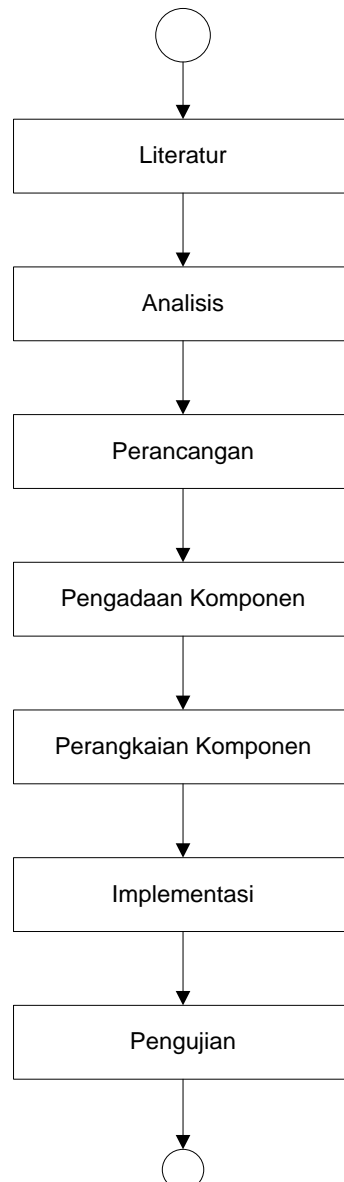 Literatur
Analisis
Perancangan
Pengadaan Komponen
Perangkaian Komponen
Implementasi
Pengujian